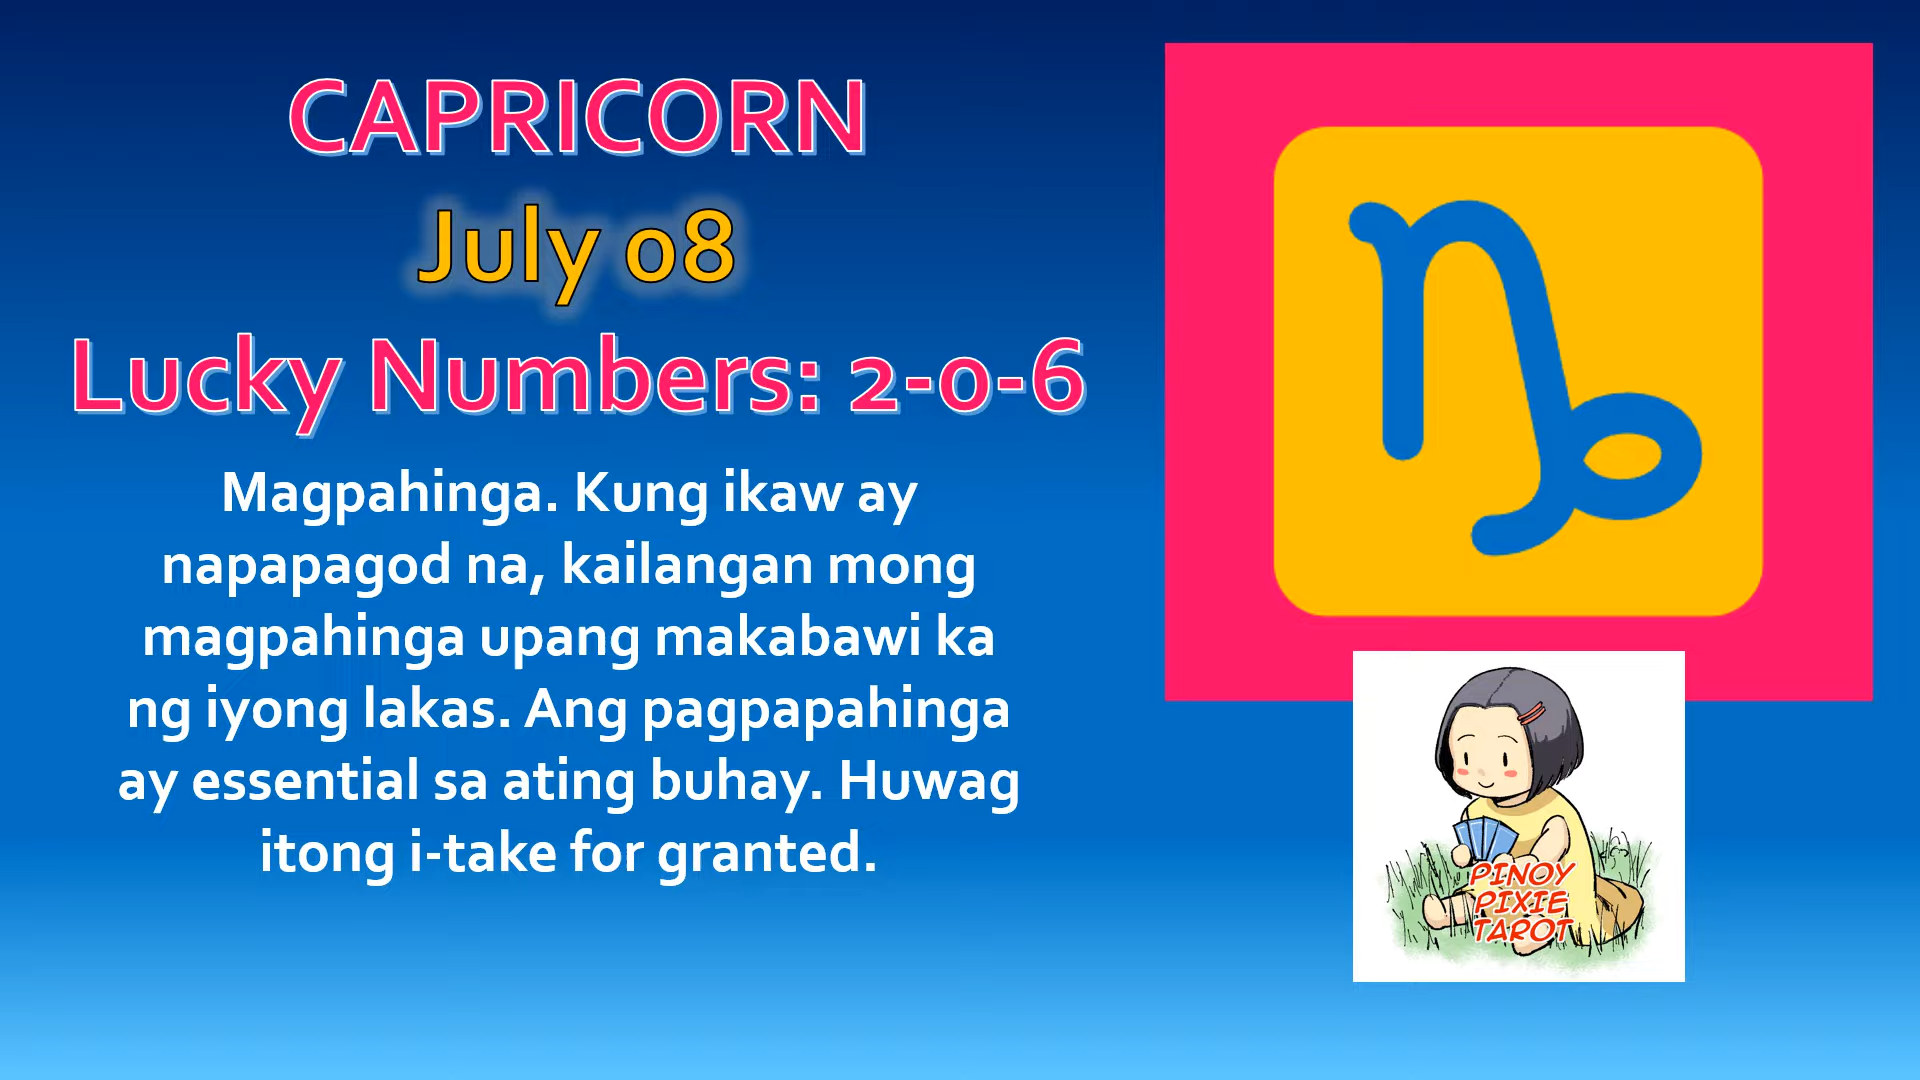 CAPRICORN
July 08
Lucky Numbers: 2-0-6
Magpahinga. Kung ikaw ay
napapagod na, kailangan mong
magpahinga upang makabawi ka
ng iyong lakas. Ang pagpapahinga
ay essential sa ating buhay. Huwag
itong i-take for granted.
PINOY
PIXIE
TAROT